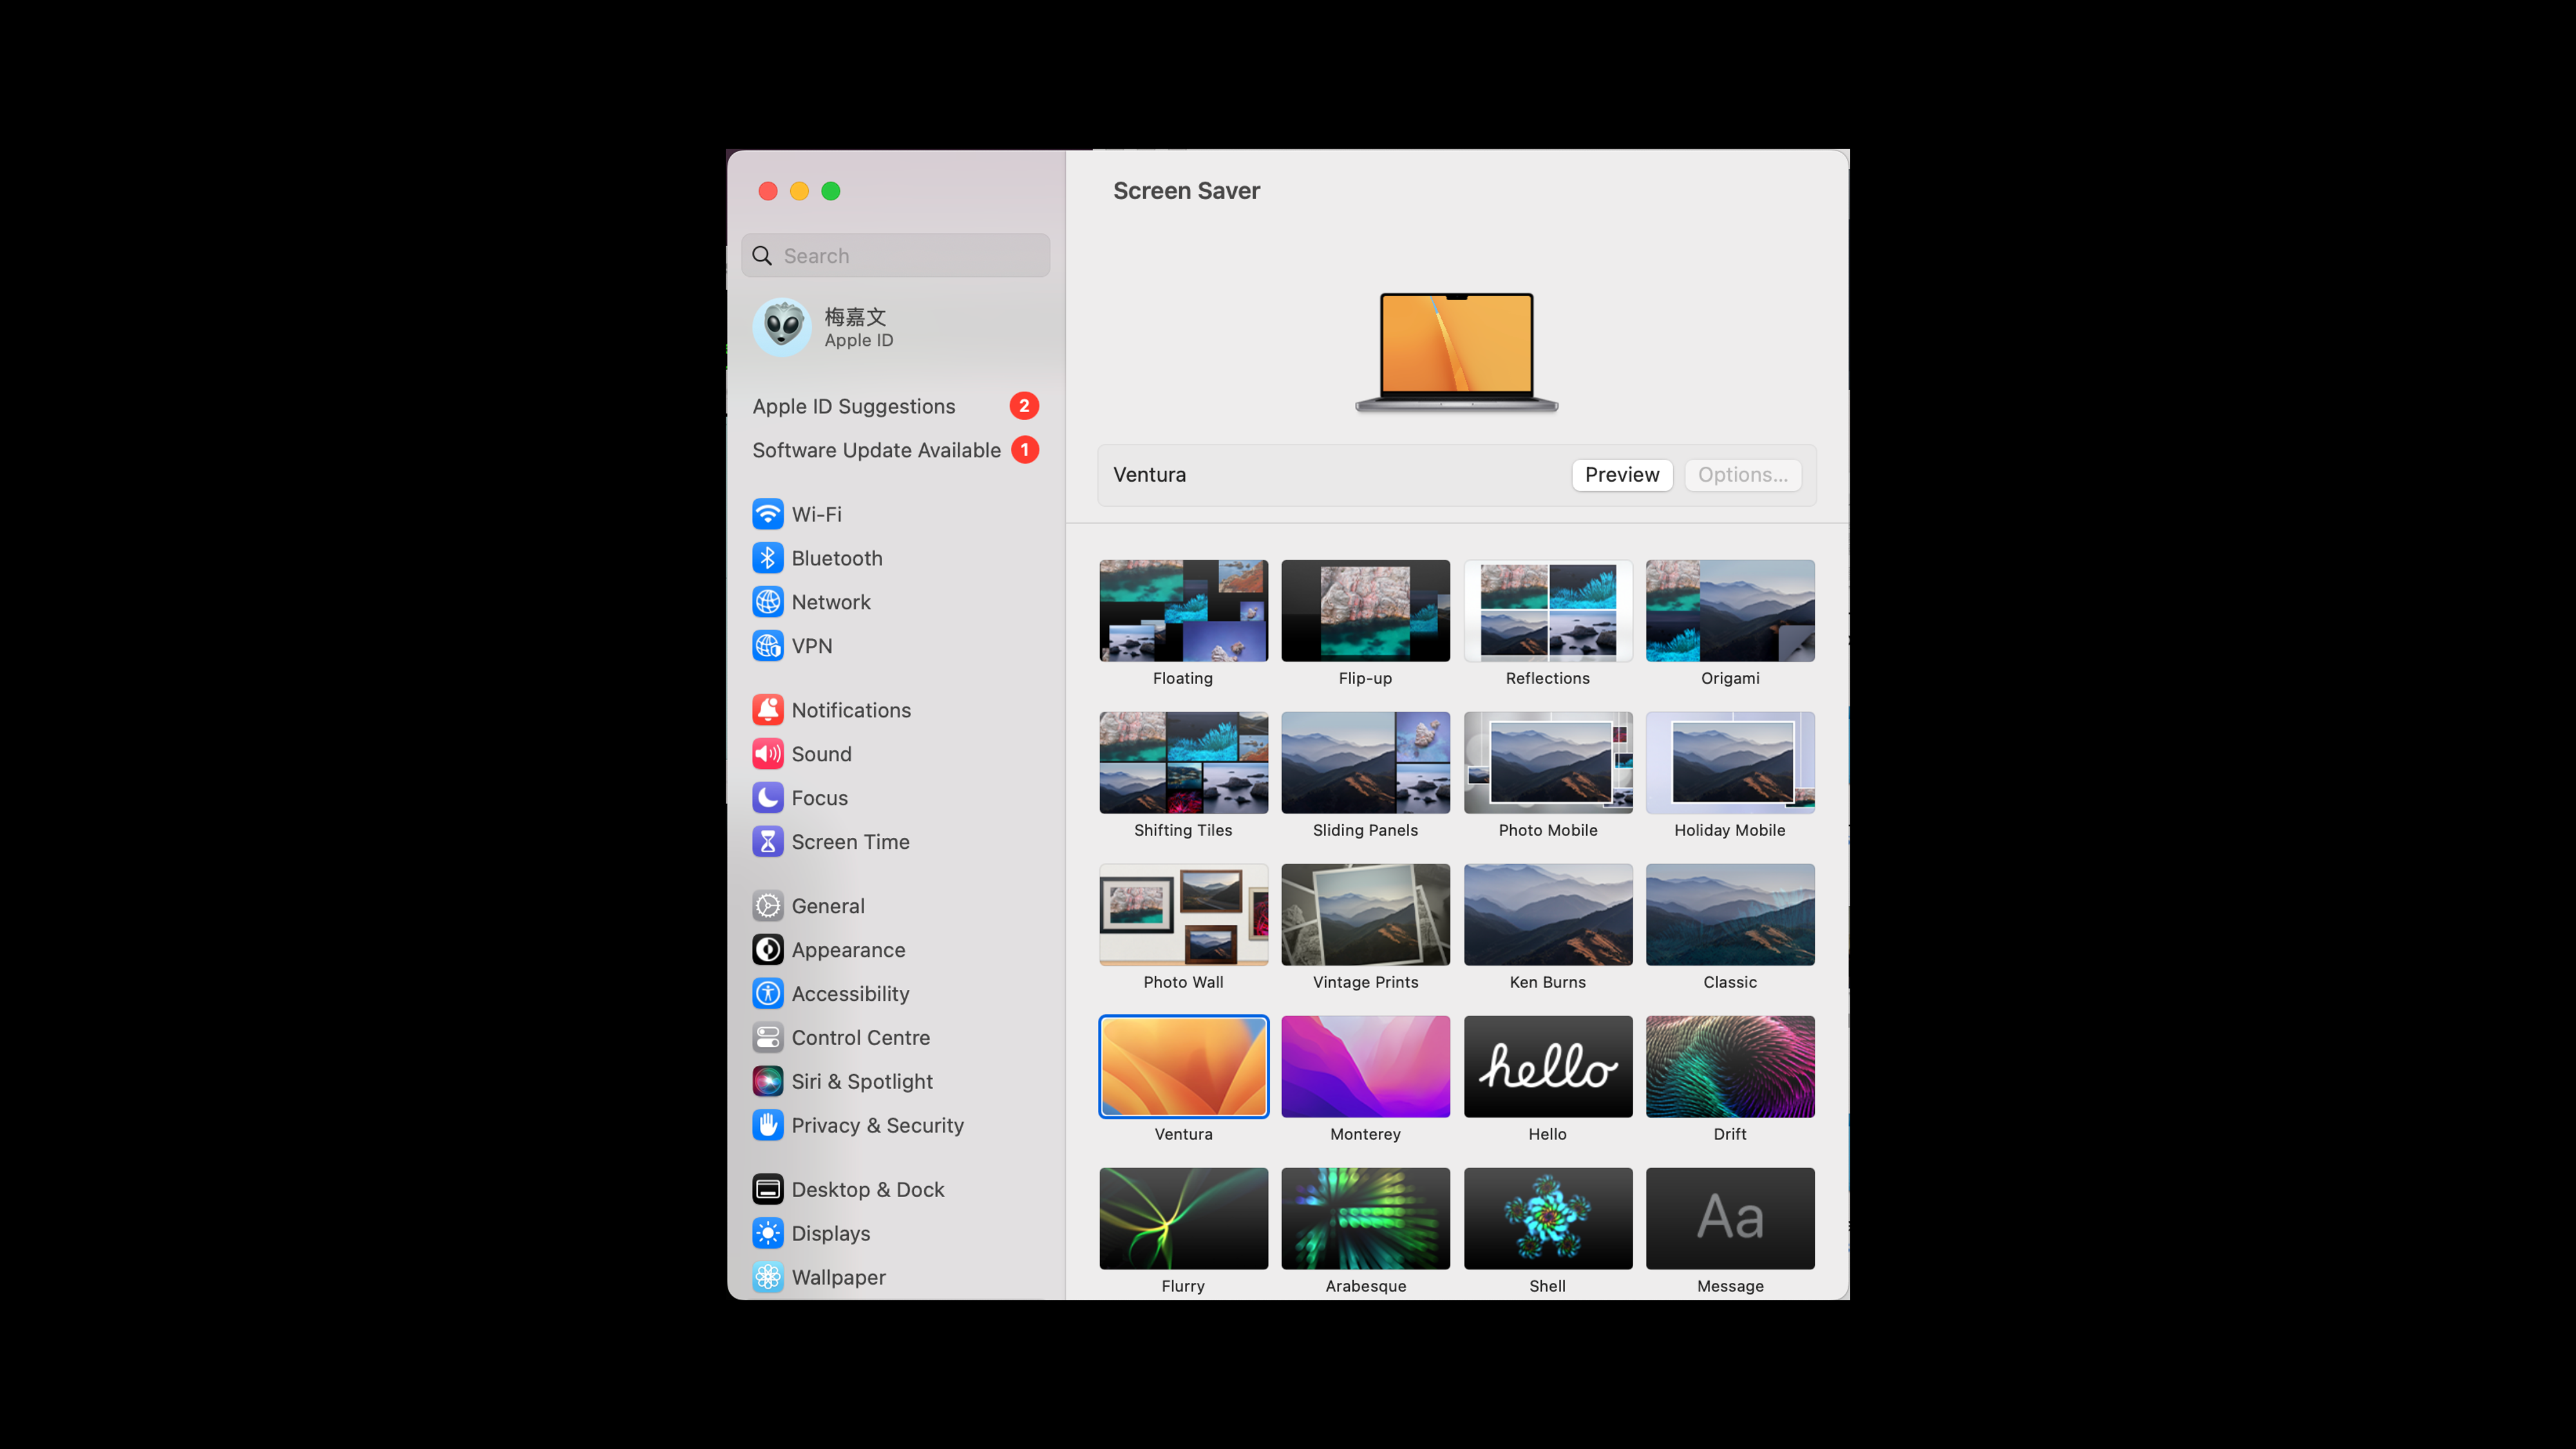 Screen Saver
Search
梅嘉文
Apple ID
Apple ID Suggestions 2
Software Update Available 1
Wi-Fi
Bluetooth
Network
VPN
Notifications
Sound
Focus
Screen Time
General
Appearance
Accessibility
Control Centre
Siri & Spotlight
Privacy & Security
Desktop & Dock
Displays
Wallpaper
Ventura Preview Options...
Floating Flip-up Reflections Origami
Shifting Tiles Sliding Panels Photo Mobile Holiday Mobile
Photo Wall Vintage Prints Ken Burns Classic
hello
Ventura Monterey Hello Drift
Aa
Flurry Arabesque Shell Message